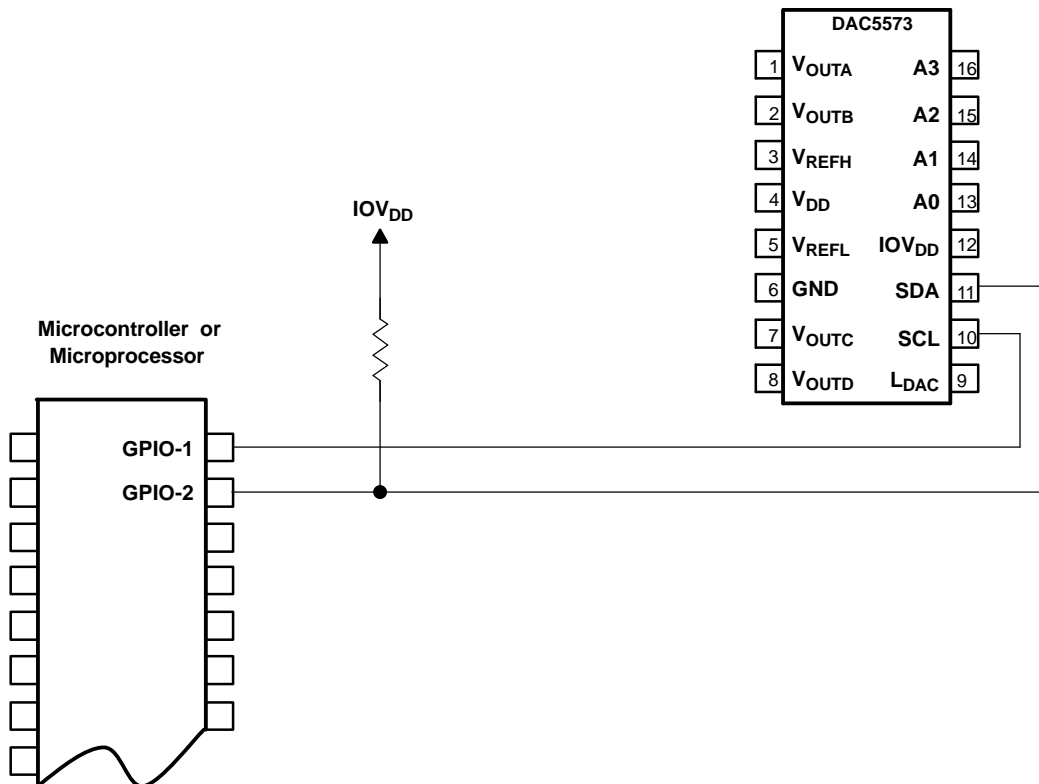 DAC5573
1 VOUTA A3 16
2 VOUTB A2 15
3 VREFH A1 14
4 VDD A0 13
5 VREFL IOVDD 12
6 GND SDA 11
7 VOUTC SCL 10
8 VOUTD LDAC 9
IOVDD
Microcontroller or
Microprocessor
GPIO-1
GPIO-2